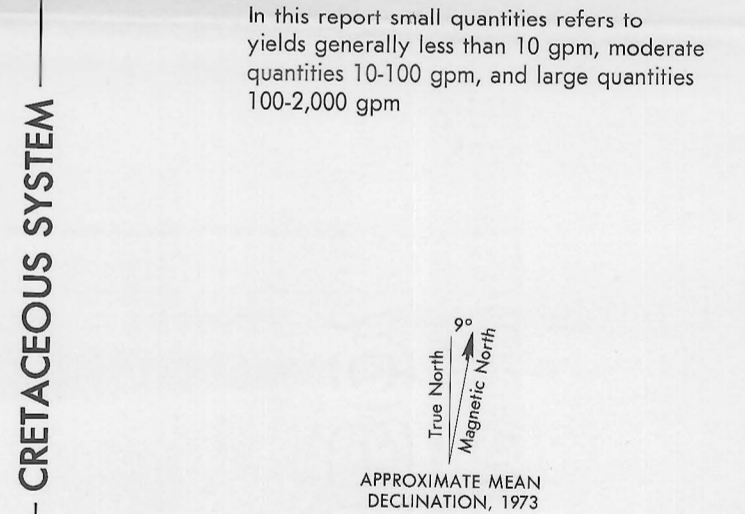 In this report small quantities refers to
yields generally less than 10 gpm, moderate
quantities 10-100 gpm, and large quantities
100-2,000 gpm
CRETACEOUS SYSTEM
9°
True North
Magnetic North
APPROXIMATE MEAN
DECLINATION, 1973